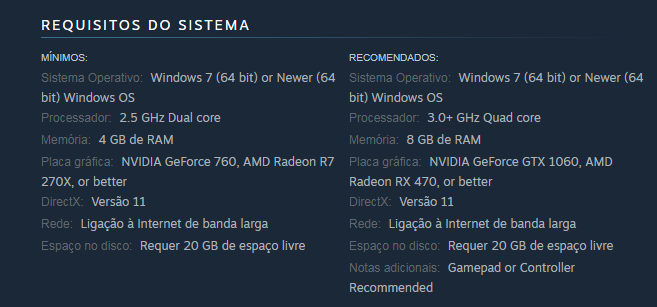 REQUISITOS DO SISTEMA
MÍNIMOS:
Sistema Operativo: Windows 7 (64 bit) or Newer (64
bit) Windows OS
Processador: 2.5 GHz Dual core
Memória: 4 GB de RAM
Placa gráfica: NVIDIA GeForce 760, AMD Radeon R7
270X, or better
DirectX: Versão 11
Rede: Ligação à Internet de banda larga
Espaço no disco: Requer 20 GB de espaço livre
RECOMENDADOS:
Sistema Operativo: Windows 7 (64 bit) or Newer (64
bit) Windows OS
Processador: 3.0+ GHz Quad core
Memória: 8 GB de RAM
Placa gráfica: NVIDIA GeForce GTX 1060, AMD
Radeon RX 470, or better
DirectX: Versão 11
Rede: Ligação à Internet de banda larga
Espaço no disco: Requer 20 GB de espaço livre
Notas adicionais: Gamepad or Controller
Recommended